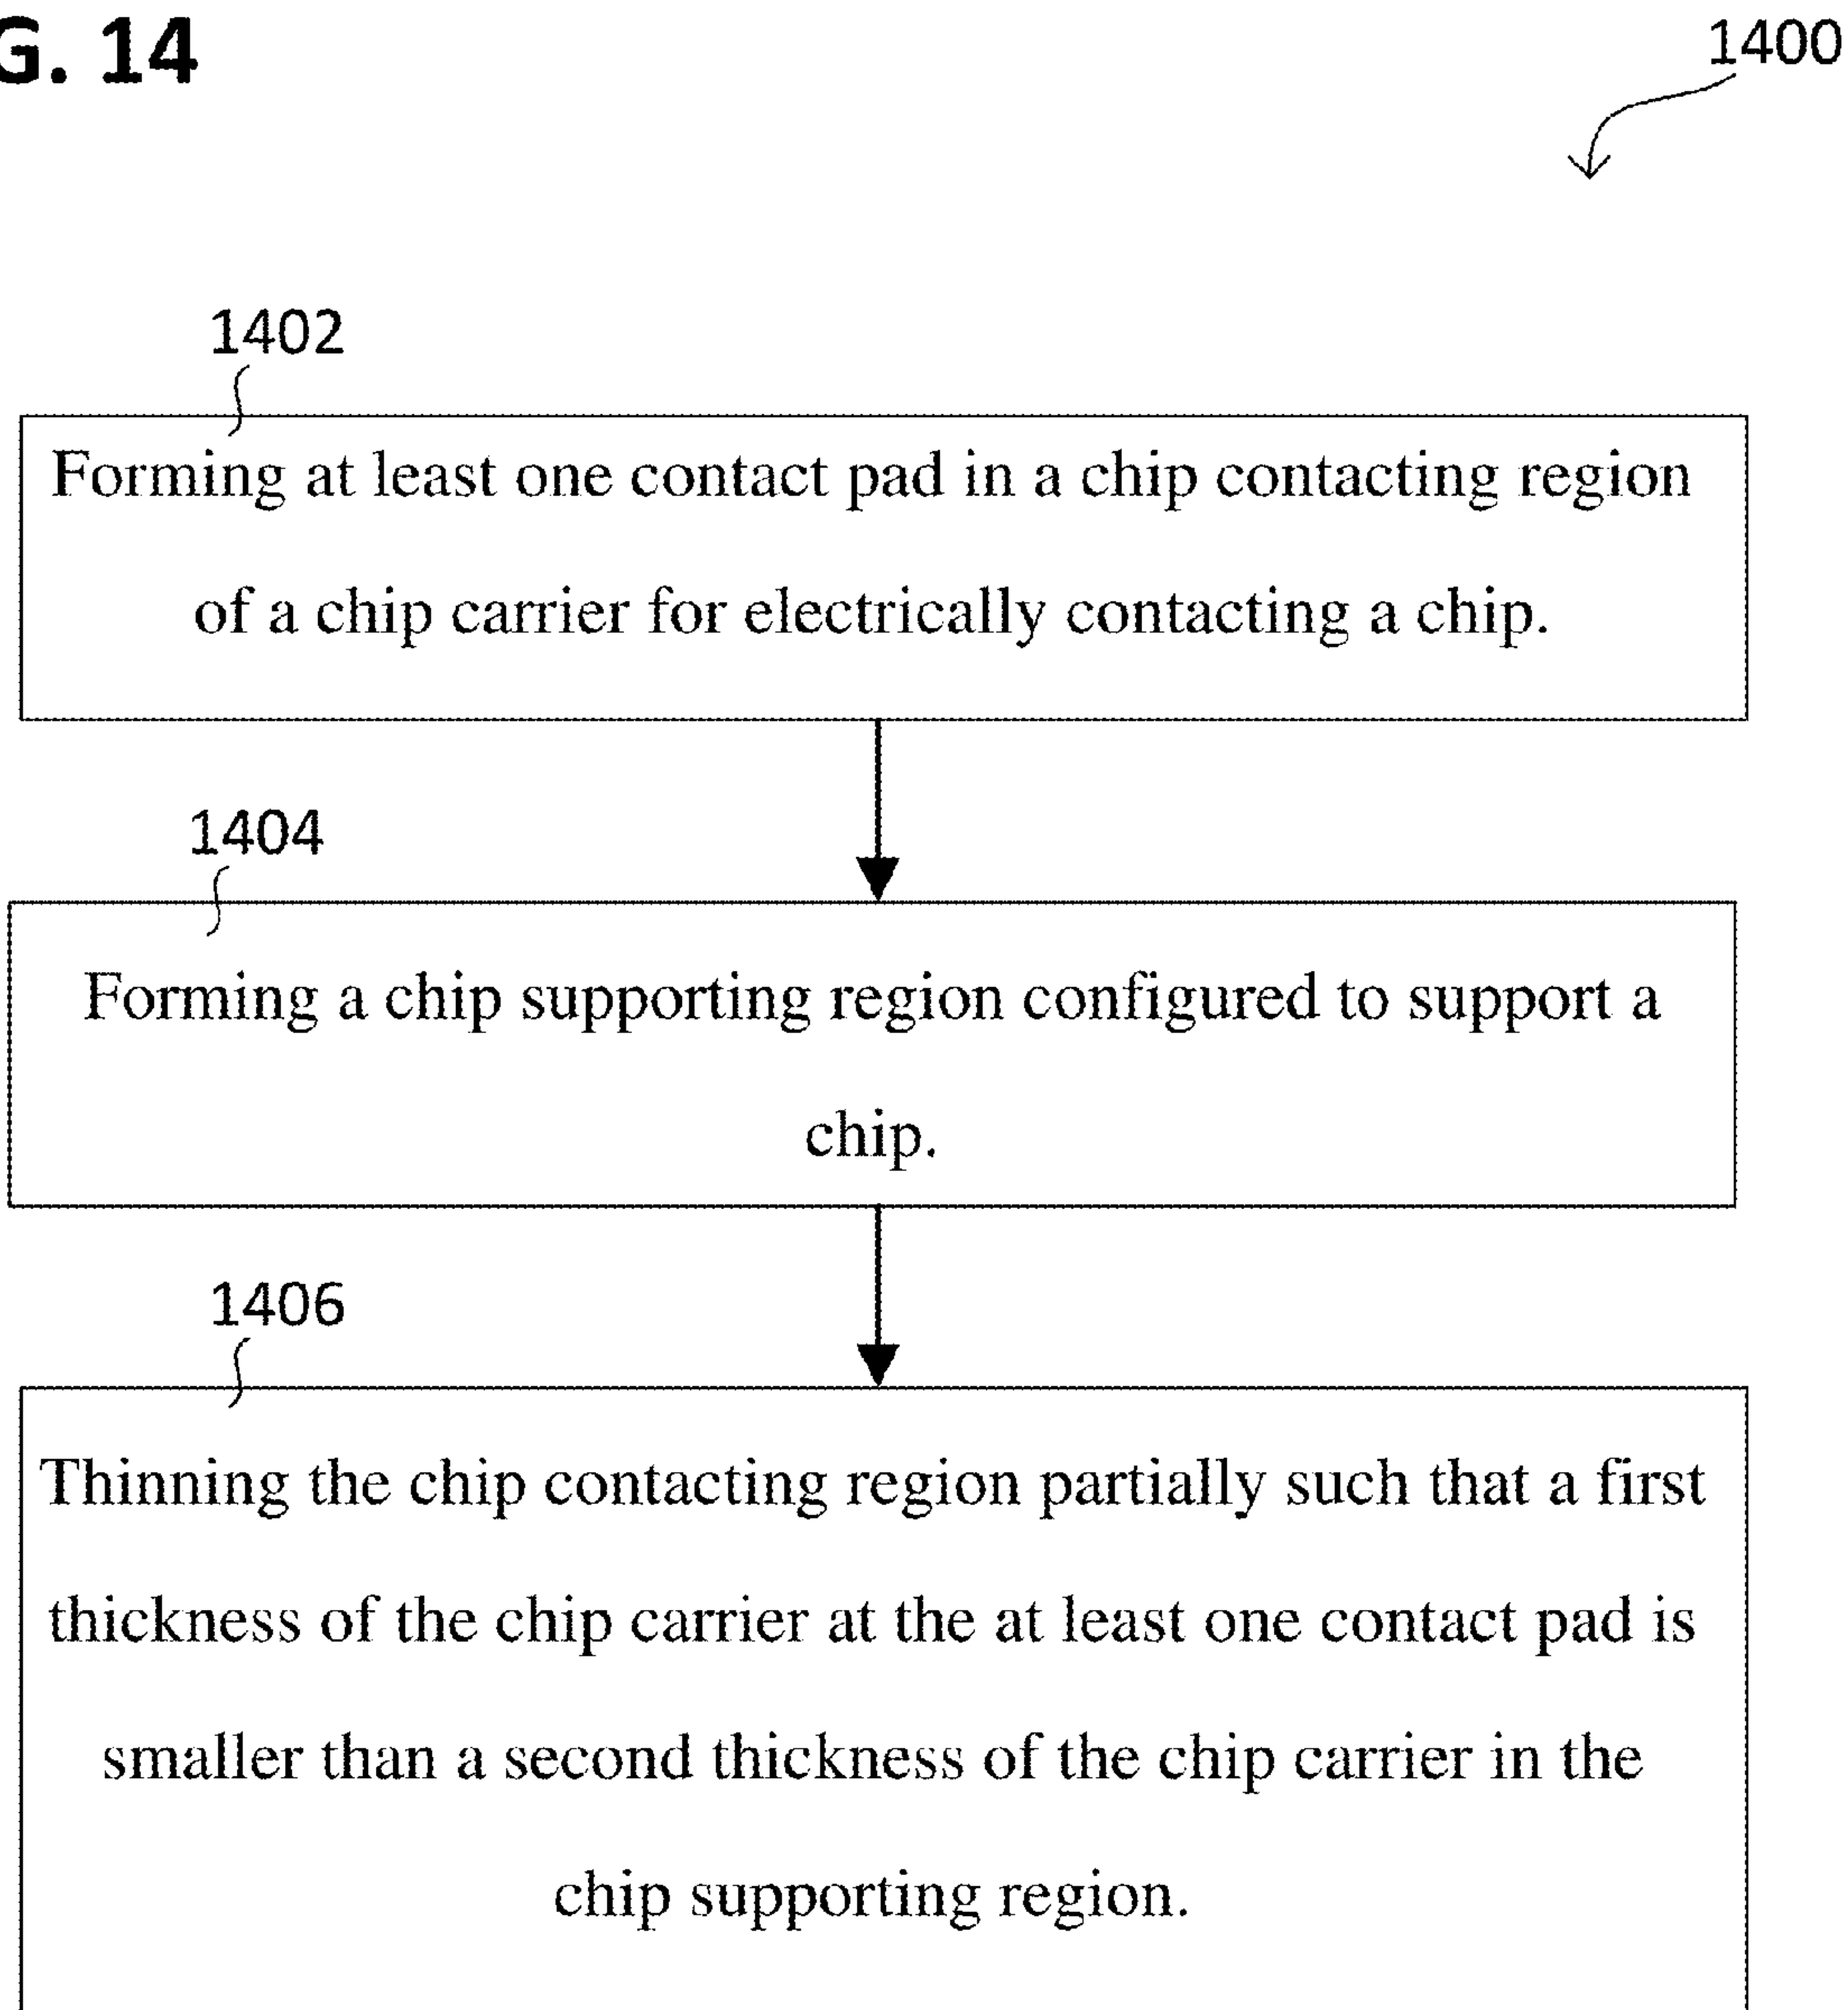 G. 14
1400
1402
Forming at least one contact pad in a chip contacting region
of a chip carrier for electrically contacting a chip.
1404
Forming a chip supporting region configured to support a
chip.
1406
Thinning the chip contacting region partially such that a first
thickness of the chip carrier at the at least one contact pad is
smaller than a second thickness of the chip carrier in the
chip supporting region.